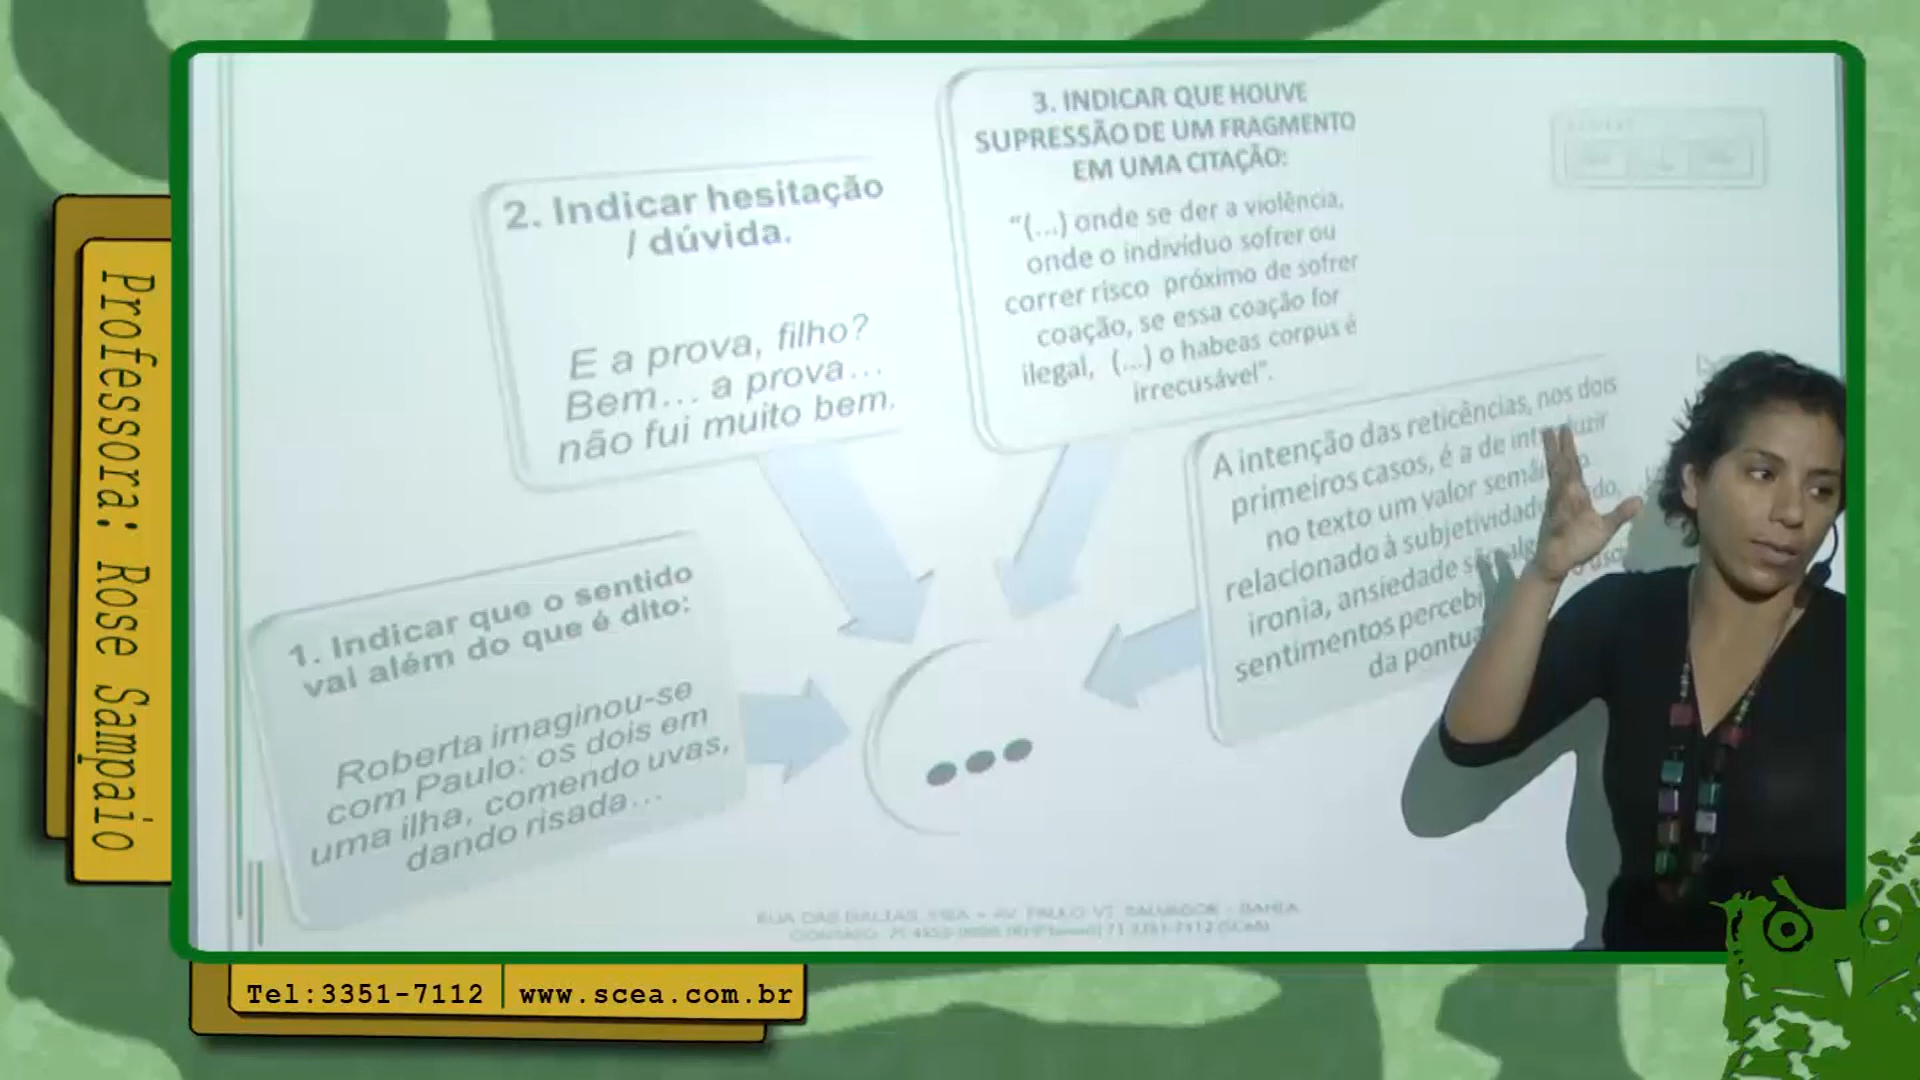 Professora: Rose Sampaio
3. INDICAR QUE HOUVE
SUPRESSÃO DE UM FRAGMENTO
EM UMA CITAÇÃO:
"(...) onde se der a violência,
onde o indivíduo sofrer ou
correr risco próximo de sofrer
coação, se essa coação for
ilegal, (...) o habeas corpus é
irrecusável".
2. Indicar hesitação
/ dúvida.
E a prova, filho?
Bem... a prova...
não fui muito bem.
A intenção das reticências, nos dois
primeiros casos, é a de introduzir
no texto um valor
relacionado à
ironia, ansiedade são
sentimentos
da
1. Indicar que o sentido
vai além do que é dito:
Roberta imaginou-se
com Paulo: os dois em
uma ilha, comendo uvas,
dando risada...
...
Tel:3351-7112 www.scea.com.br